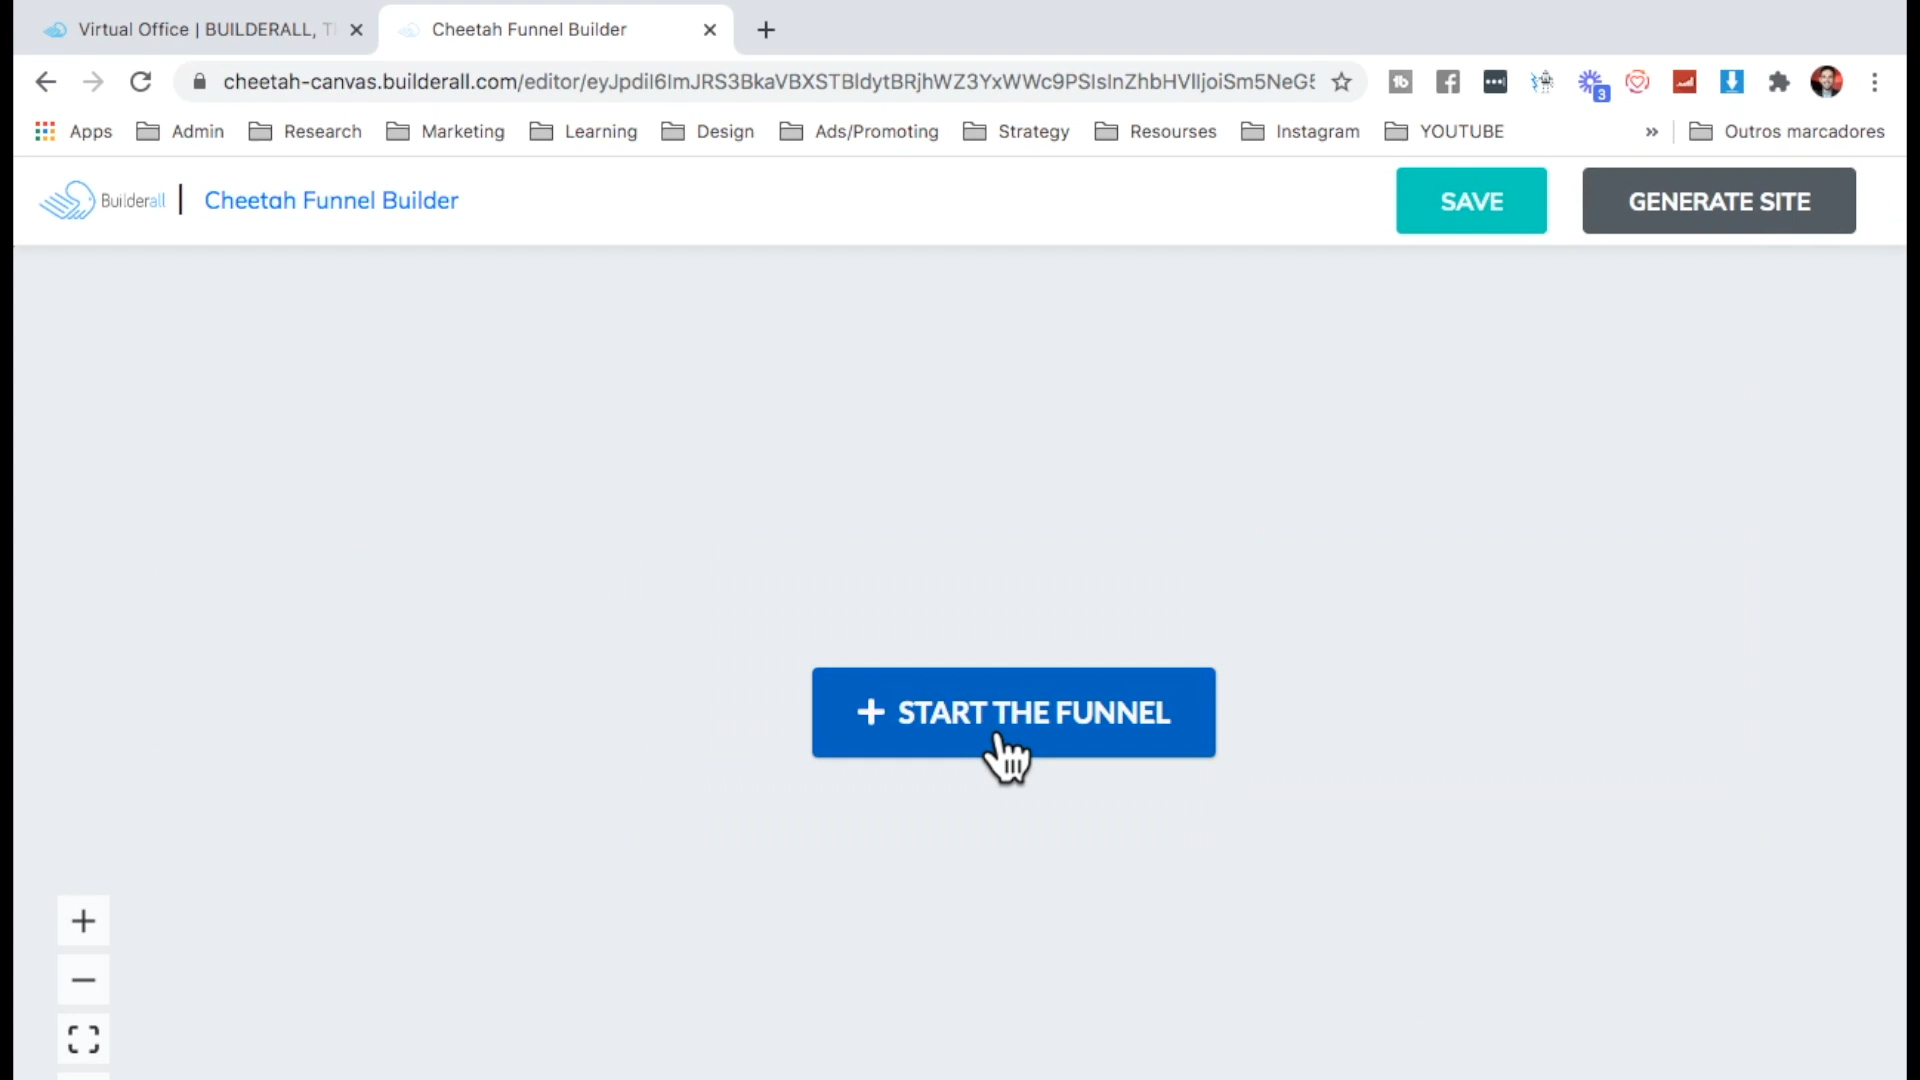 Virtual Office | BUILDERALL, T
Cheetah Funnel Builder
cheetah-canvas.builderall.com/editor/
3
Apps Admin Research Marketing Learning Design Ads/Promoting Strategy Resourses Instagram YOUTUBE » Outros marcadores
Builderall | Cheetah Funnel Builder
SAVE
GENERATE SITE
+ START THE FUNNEL